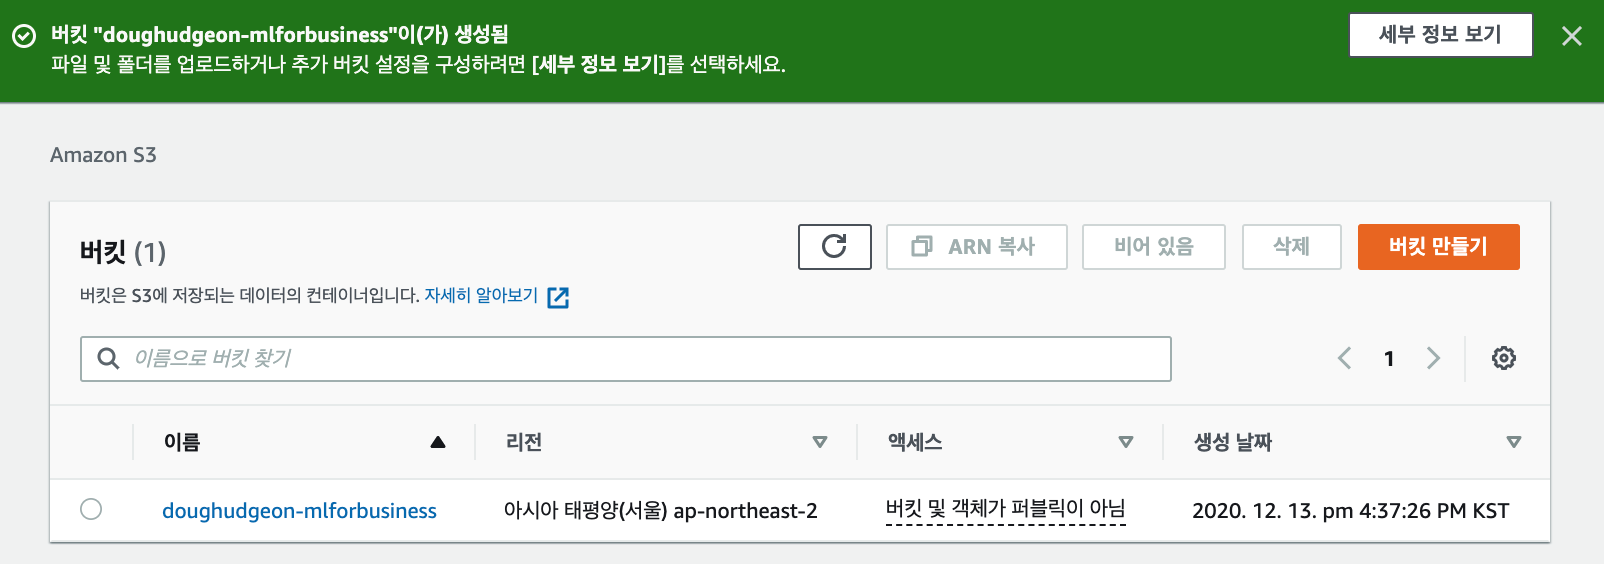 버킷 "doughudgeon-mlforbusiness"이(가) 생성됨
파일 및 폴더를 업로드하거나 추가 버킷 설정을 구성하려면 [세부 정보 보기]를 선택하세요.
세부 정보 보기
Amazon S3
버킷 (1)
ARN 복사
비어 있음
삭제
버킷 만들기
버킷은 S3에 저장되는 데이터의 컨테이너입니다. 자세히 알아보기
이름으로 버킷 찾기
1
이름 리전 액세스 생성 날짜
doughudgeon-mlforbusiness 아시아 태평양(서울) ap-northeast-2 버킷 및 객체가 퍼블릭이 아님 2020. 12. 13. pm 4:37:26 PM KST